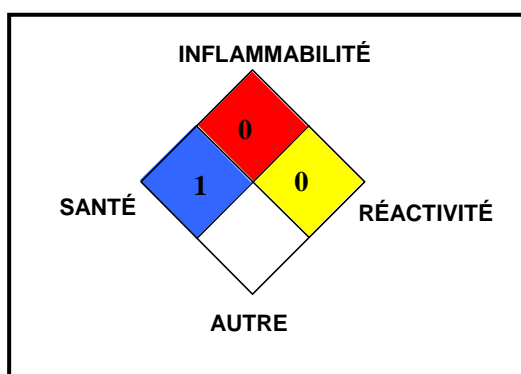 INFLAMMABILITÉ
0
1
0
SANTÉ
RÉACTIVITÉ
AUTRE